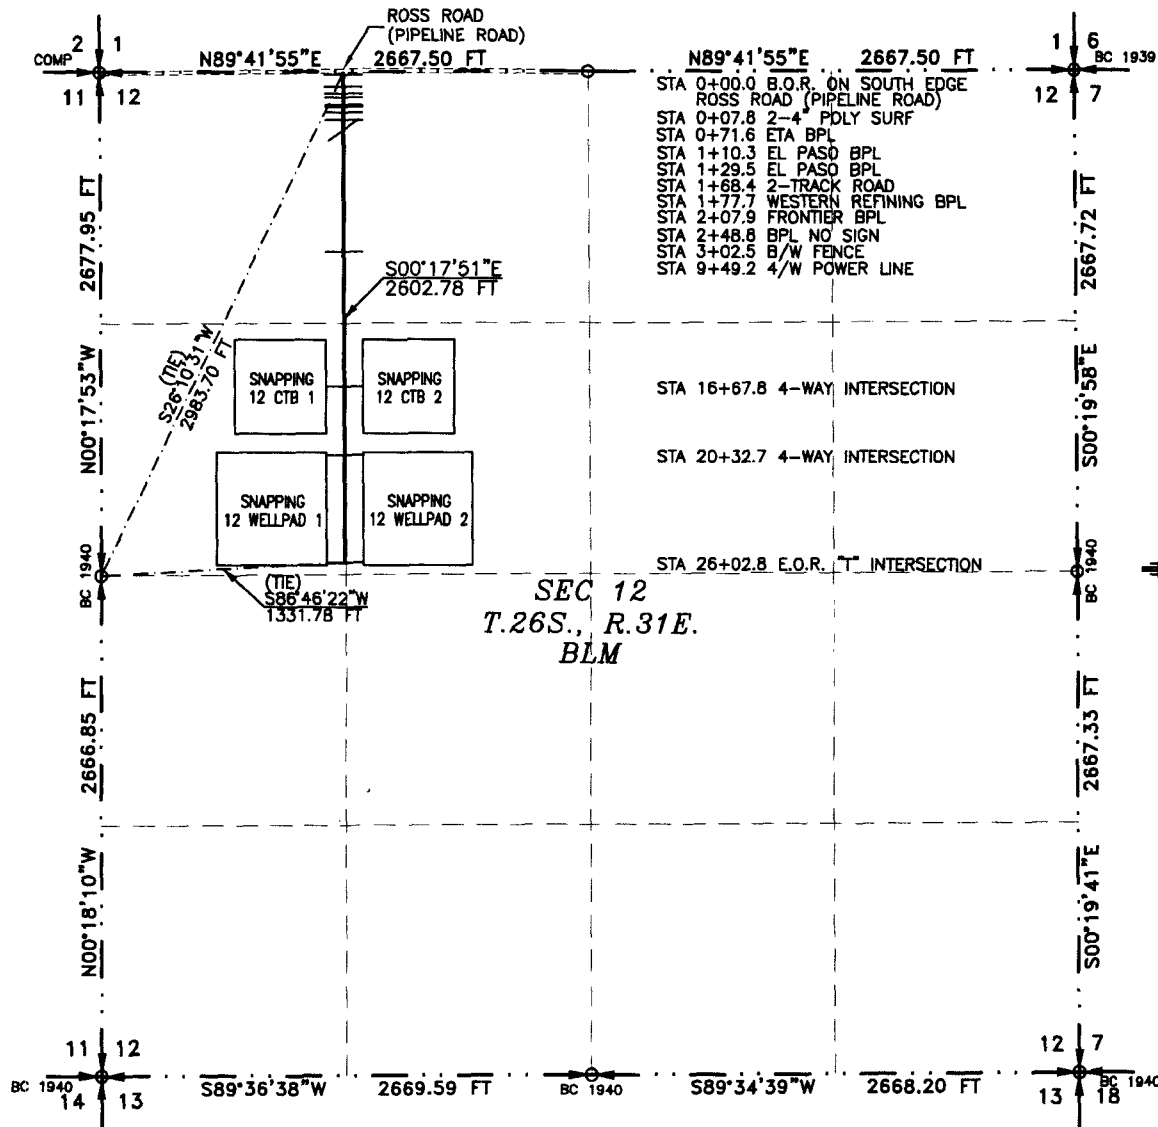 ROSS ROAD
(PIPELINE ROAD)
2 1
COMP
11 12
N89°41'55"E 2667.50 FT
N89°41'55"E 2667.50 FT
1 6
BC 1939
12 7
STA 0+00.0 B.O.R. ON SOUTH EDGE
ROSS ROAD (PIPELINE ROAD)
STA 0+07.8 2-4" POLY SURF
STA 0+71.6 ETA BPL
STA 1+10.3 EL PASO BPL
STA 1+29.5 EL PASO BPL
STA 1+68.4 2-TRACK ROAD
STA 1+77.7 WESTERN REFINING BPL
STA 2+07.9 FRONTIER BPL
STA 2+48.8 BPL NO SIGN
STA 3+02.5 B/W FENCE
STA 9+49.2 4/W POWER LINE
N00°17'53"W 2677.95 FT
S00°17'51"E
2602.78 FT
(TIE)
S26°10'31"W
2983.70 FT
S00°19'58"E 2667.72 FT
SNAPPING
12 CTB 1
SNAPPING
12 CTB 2
STA 16+67.8 4-WAY INTERSECTION
STA 20+32.7 4-WAY INTERSECTION
SNAPPING
12 WELLPAD 1
SNAPPING
12 WELLPAD 2
STA 26+02.8 E.O.R. "T" INTERSECTION
BC 1940
BC 1940
(TIE)
S86°46'22"W
1331.78 FT
SEC 12
T.26S., R.31E.
BLM
N00°18'10"W 2666.85 FT
S00°19'41"E 2667.33 FT
11 12
BC 1940
14 13
S89°36'38"W 2669.59 FT
BC 1940
S89°34'39"W 2668.20 FT
12 7
BC 1940
13 18